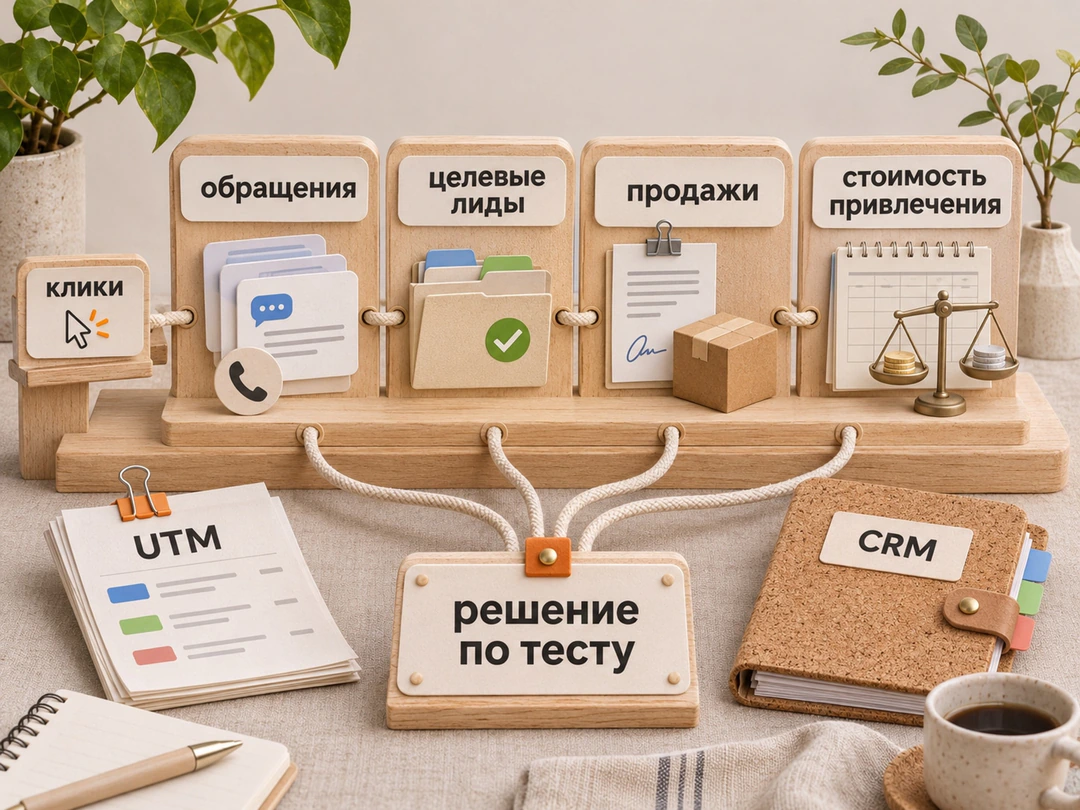 обращения
целевые
лиды
продажи
стоимость
привлечения
клики
UTM
CRM
решение
по тесту